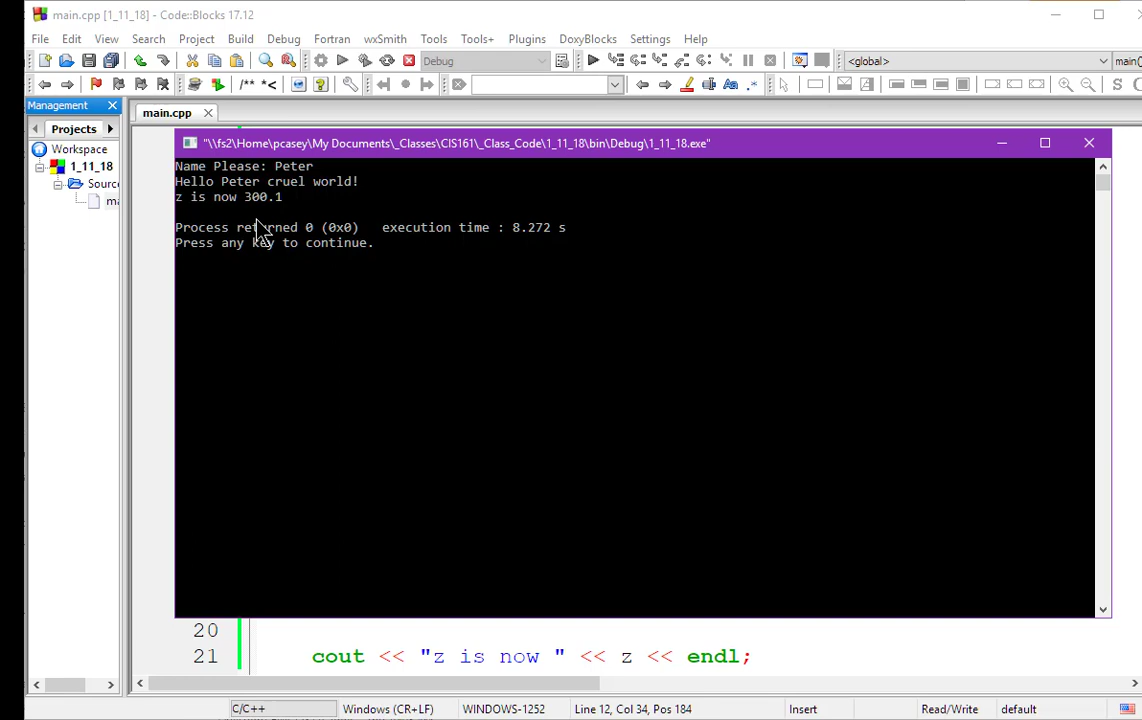 main.cpp [1_11_18] - Code::Blocks 17.12
File Edit View Search Project Build Debug Fortran wxSmith Tools Tools+ Plugins DoxyBlocks Settings Help
Debug <global> main()
/** *< Aa .* S
Management main.cpp
Projects
Workspace
1_11_18
Sourc
ma
"\\fs2\Home\pcasey\My Documents\_Classes\CIS161\_Class_Code\1_11_18\bin\Debug\1_11_18.exe"
Name Please: Peter
Hello Peter cruel world!
z is now 300.1
Process returned 0 (0x0)   execution time : 8.272 s
Press any key to continue.
20
21 cout << "z is now " << z << endl;
C/C++ Windows (CR+LF) WINDOWS-1252 Line 12, Col 34, Pos 184 Insert Read/Write default